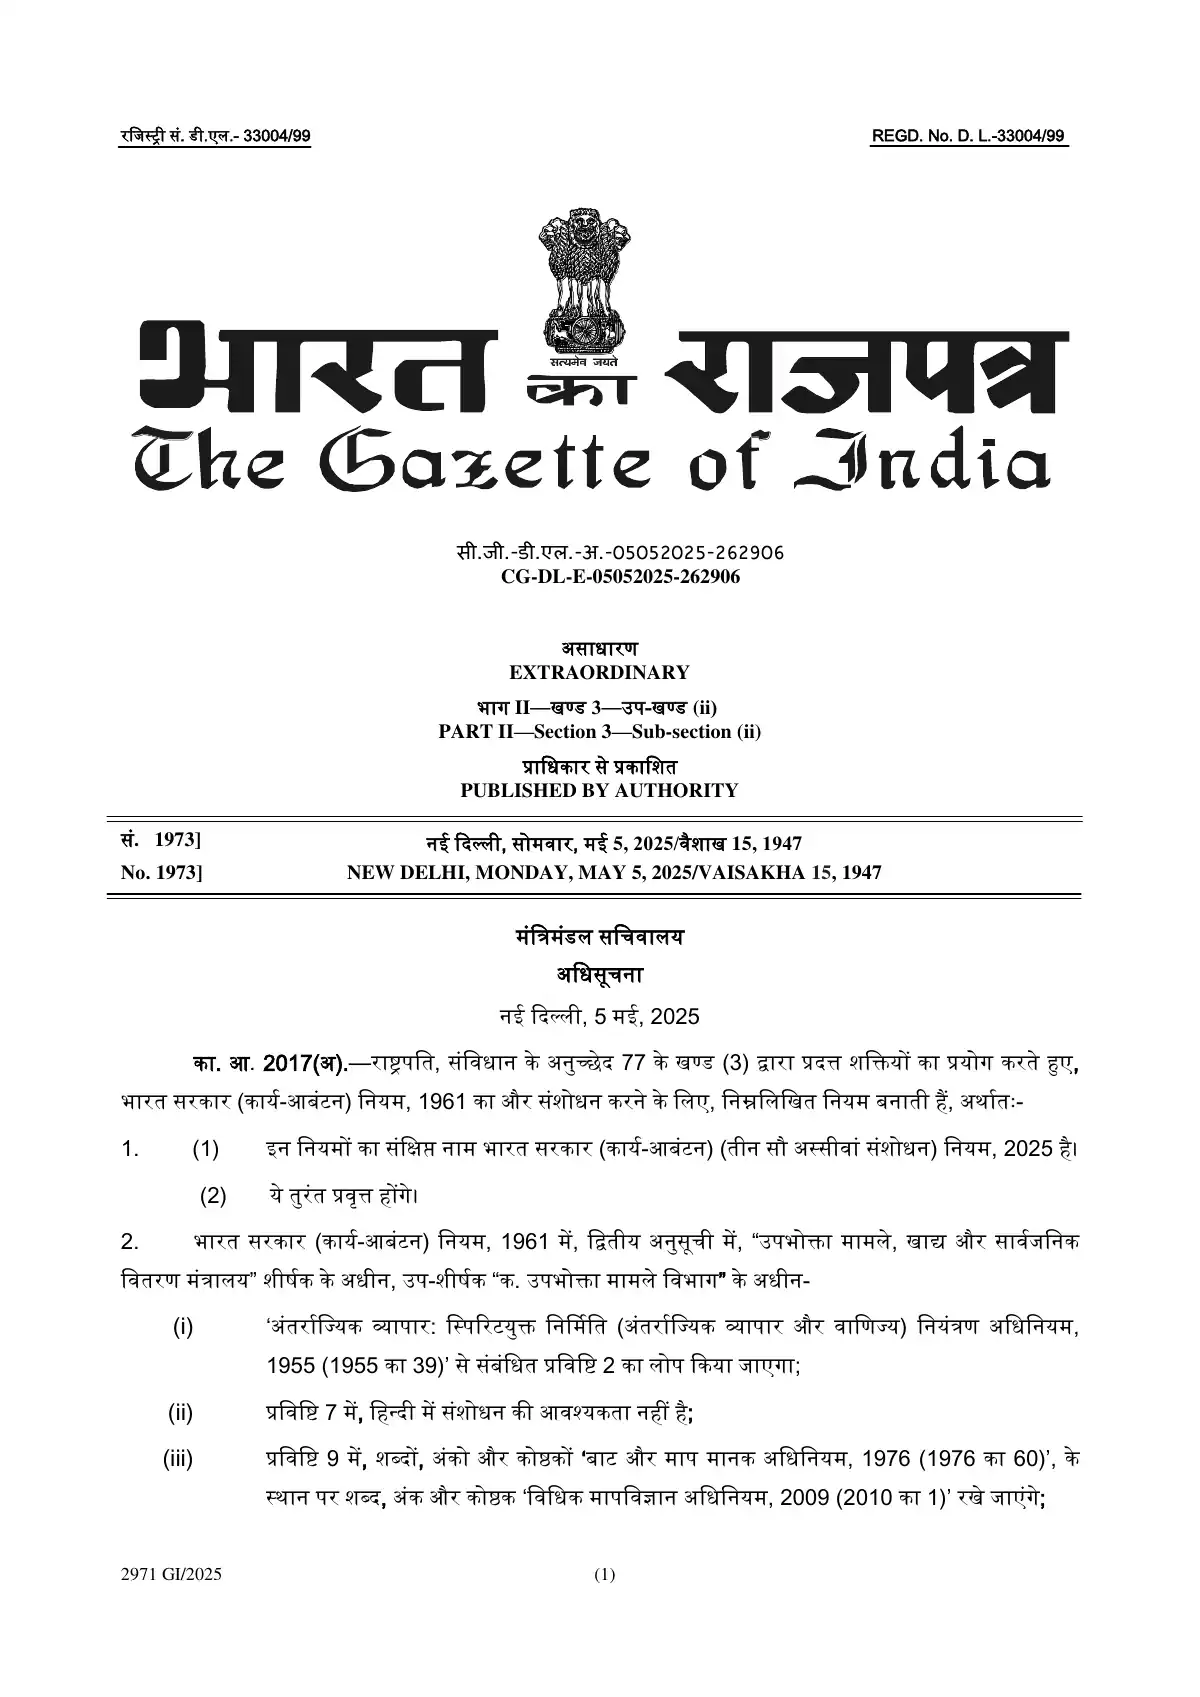 रजिस्ट्री सं. डी.एल.- 33004/99
REGD. No. D. L.-33004/99
सत्यमेव जयते
भारत का राजपत्र
The Gazette of India
सी.जी.-डी.एल.-अ.-05052025-262906
CG-DL-E-05052025-262906
असाधारण
EXTRAORDINARY
भाग II—खण्ड 3—उप-खण्ड (ii)
PART II—Section 3—Sub-section (ii)
प्राधिकार से प्रकाशित
PUBLISHED BY AUTHORITY
सं. 1973] नई दिल्ली, सोमवार, मई 5, 2025/वैशाख 15, 1947
No. 1973] NEW DELHI, MONDAY, MAY 5, 2025/VAISAKHA 15, 1947
मंत्रिमंडल सचिवालय
अधिसूचना
नई दिल्ली, 5 मई, 2025
का. आ. 2017(अ).—राष्ट्रपति, संविधान के अनुच्छेद 77 के खण्ड (3) द्वारा प्रदत्त शक्तियों का प्रयोग करते हुए,
भारत सरकार (कार्य-आबंटन) नियम, 1961 का और संशोधन करने के लिए, निम्नलिखित नियम बनाती हैं, अर्थातः-
1. (1) इन नियमों का संक्षिप्त नाम भारत सरकार (कार्य-आबंटन) (तीन सौ अस्सीवां संशोधन) नियम, 2025 है।
(2) ये तुरंत प्रवृत्त होंगे।
2. भारत सरकार (कार्य-आबंटन) नियम, 1961 में, द्वितीय अनुसूची में, “उपभोक्ता मामले, खाद्य और सार्वजनिक
वितरण मंत्रालय” शीर्षक के अधीन, उप-शीर्षक “क. उपभोक्ता मामले विभाग” के अधीन-
(i) ‘अंतर्राज्यिक व्यापार: स्पिरिटयुक्त निर्मिति (अंतर्राज्यिक व्यापार और वाणिज्य) नियंत्रण अधिनियम,
1955 (1955 का 39)’ से संबंधित प्रविष्टि 2 का लोप किया जाएगा;
(ii) प्रविष्टि 7 में, हिन्दी में संशोधन की आवश्यकता नहीं है;
(iii) प्रविष्टि 9 में, शब्दों, अंको और कोष्ठकों ‘बाट और माप मानक अधिनियम, 1976 (1976 का 60)’, के
स्थान पर शब्द, अंक और कोष्ठक ‘विधिक मापविज्ञान अधिनियम, 2009 (2010 का 1)’ रखे जाएंगे;
2971 GI/2025 (1)